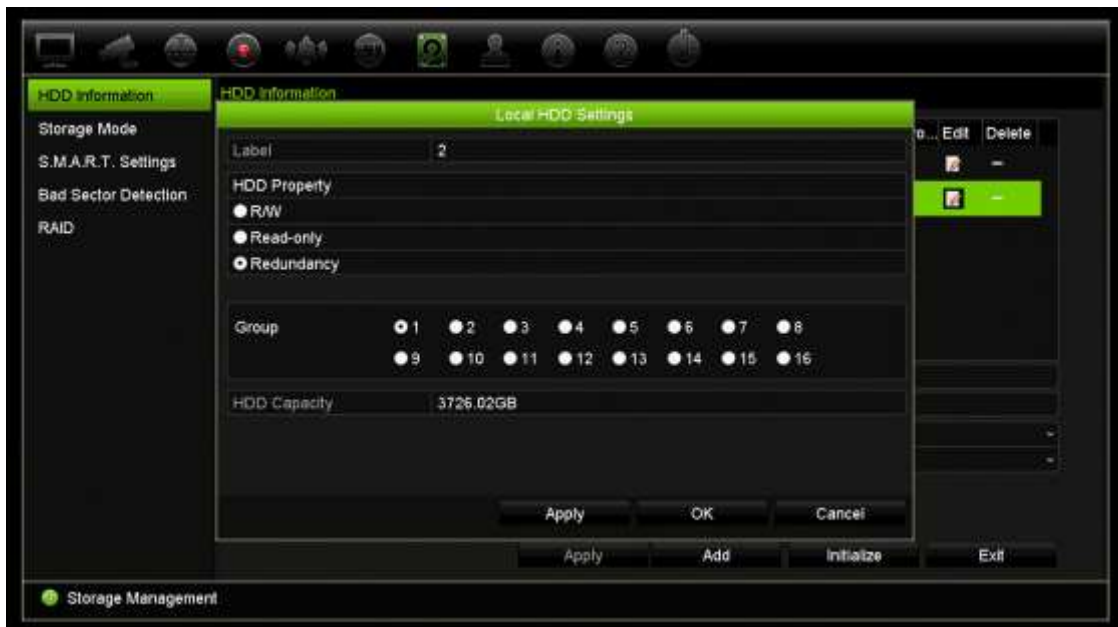 HDD Information
HDD Information
Local HDD Settings
Storage Mode
S.M.A.R.T. Settings
Bad Sector Detection
RAID
o... Edit Delete
Label 2
HDD Property
R/W
Read-only
Redundancy
Group 1 2 3 4 5 6 7 8
9 10 11 12 13 14 15 16
HDD Capacity 3726.02GB
Apply OK Cancel
Apply Add Initialize Exit
Storage Management